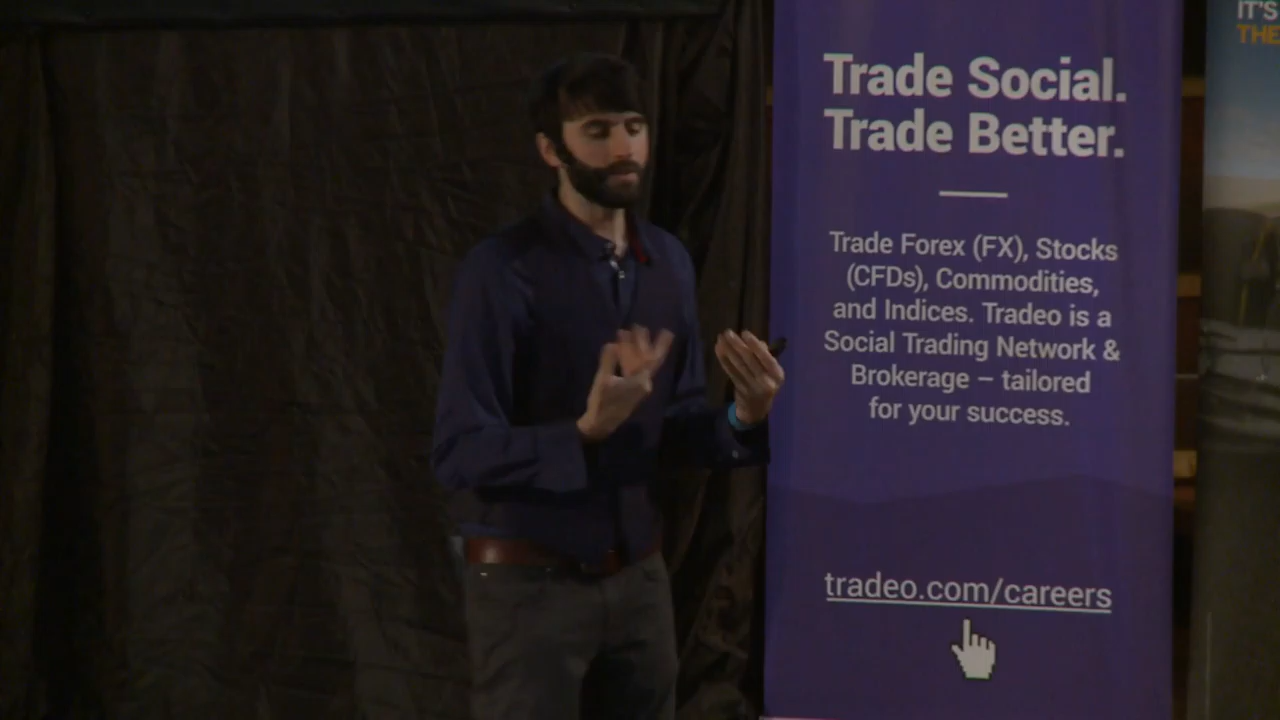 Trade Social.
Trade Better.
Trade Forex (FX), Stocks
(CFDs), Commodities,
and Indices. Tradeo is a
Social Trading Network &
Brokerage – tailored
for your success.
tradeo.com/careers
IT'S
THE